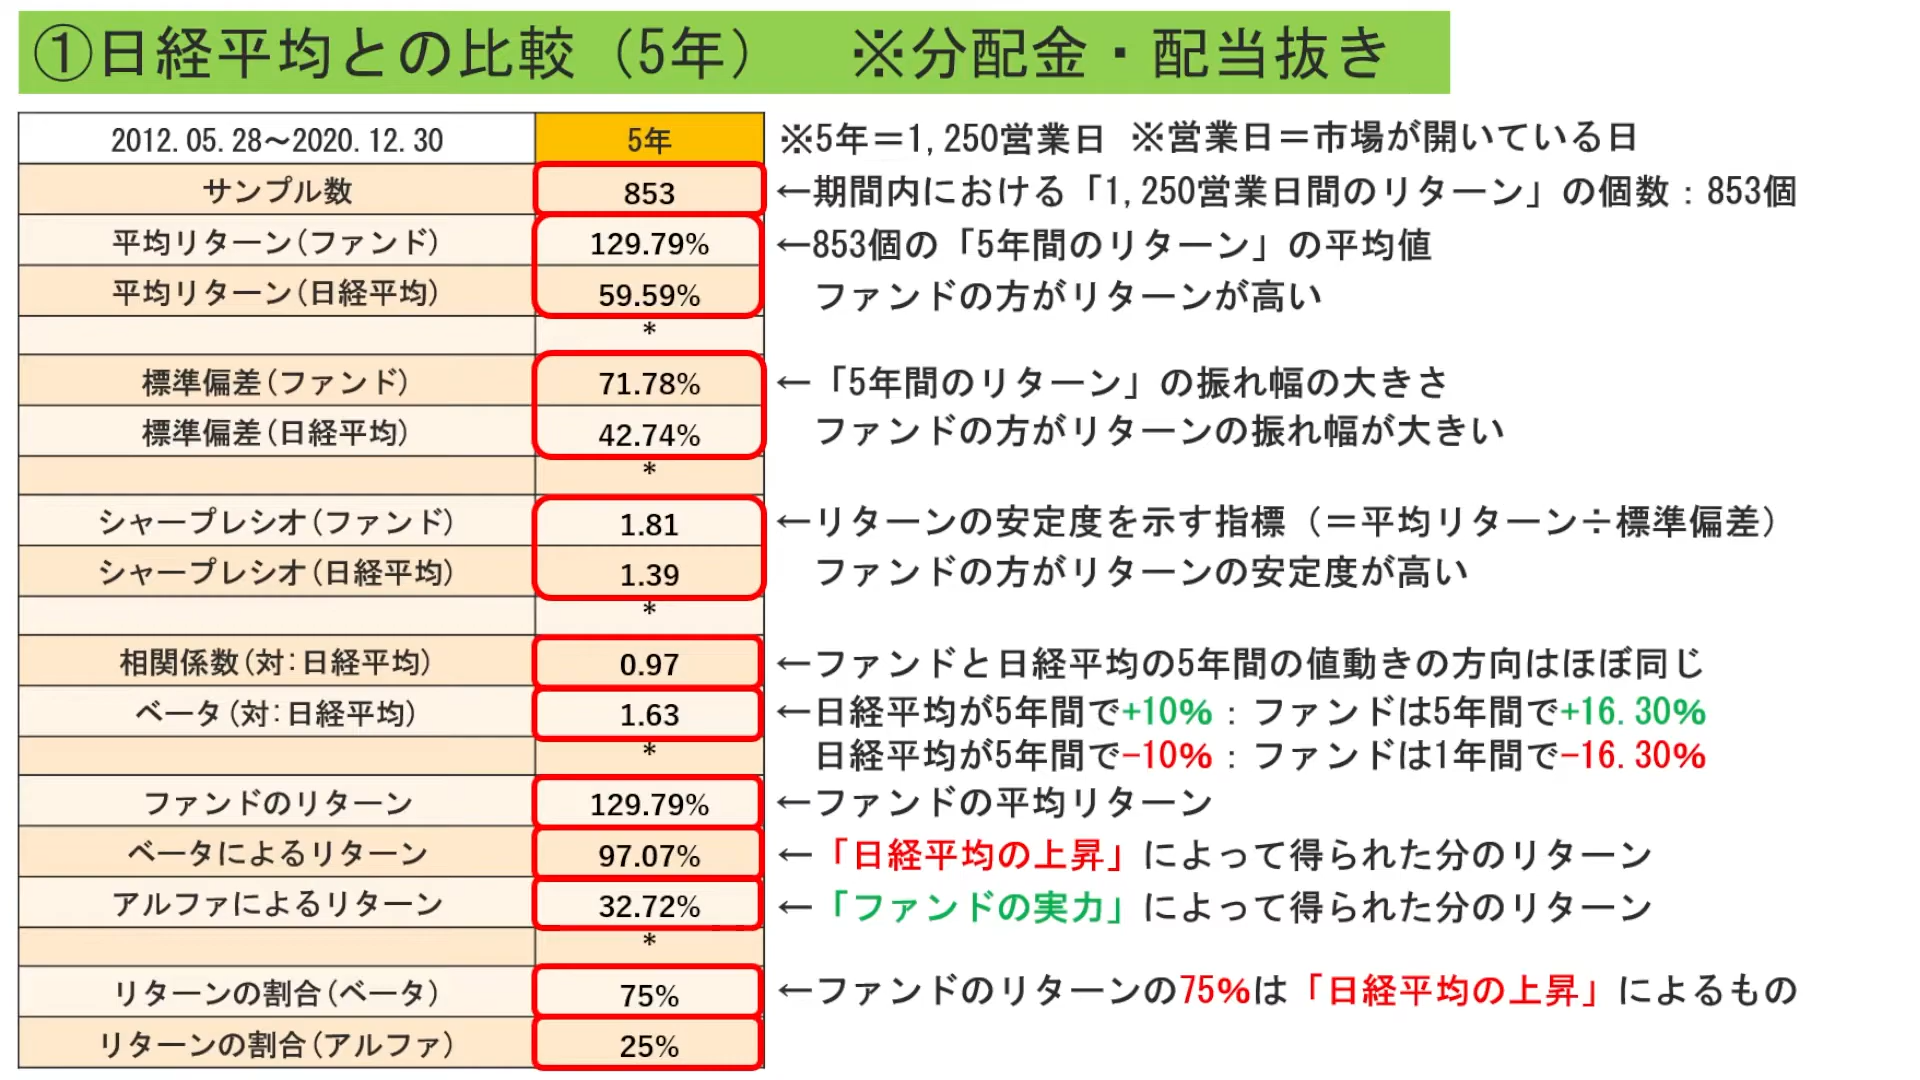 ①日経平均との比較（5年）　※分配金・配当抜き
2012.05.28～2020.12.30 5年 ※5年＝1,250営業日 ※営業日＝市場が開いている日
サンプル数 853 ←期間内における「1,250営業日間のリターン」の個数：853個
平均リターン(ファンド) 129.79% ←853個の「5年間のリターン」の平均値
平均リターン(日経平均) 59.59% ファンドの方がリターンが高い
*
標準偏差(ファンド) 71.78% ←「5年間のリターン」の振れ幅の大きさ
標準偏差(日経平均) 42.74% ファンドの方がリターンの振れ幅が大きい
*
シャープレシオ(ファンド) 1.81 ←リターンの安定度を示す指標（＝平均リターン÷標準偏差）
シャープレシオ(日経平均) 1.39 ファンドの方がリターンの安定度が高い
*
相関係数(対:日経平均) 0.97 ←ファンドと日経平均の5年間の値動きの方向はほぼ同じ
ベータ(対:日経平均) 1.63 ←日経平均が5年間で+10%：ファンドは5年間で+16.30%
* 日経平均が5年間で−10%：ファンドは1年間で−16.30%
ファンドのリターン 129.79% ←ファンドの平均リターン
ベータによるリターン 97.07% ←「日経平均の上昇」によって得られた分のリターン
アルファによるリターン 32.72% ←「ファンドの実力」によって得られた分のリターン
*
リターンの割合(ベータ) 75% ←ファンドのリターンの75%は「日経平均の上昇」によるもの
リターンの割合(アルファ) 25%